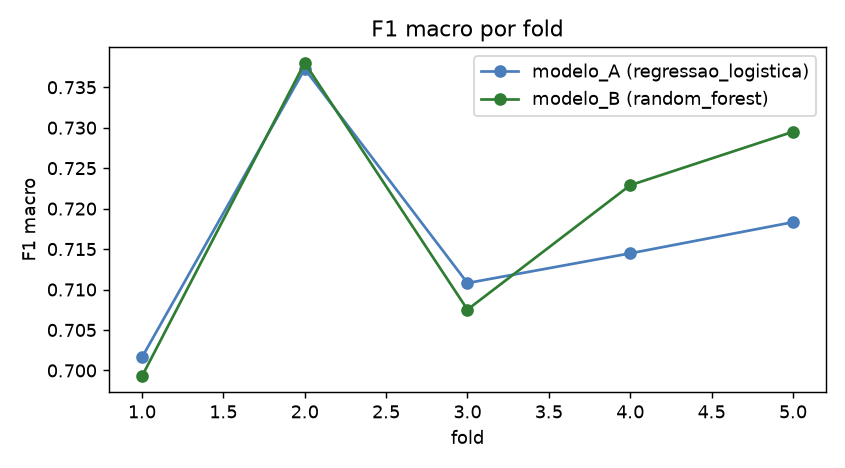 F1 macro por fold
modelo_A (regressao_logistica)
modelo_B (random_forest)
F1 macro
0.735
0.730
0.725
0.720
0.715
0.710
0.705
0.700
1.0 1.5 2.0 2.5 3.0 3.5 4.0 4.5 5.0
fold